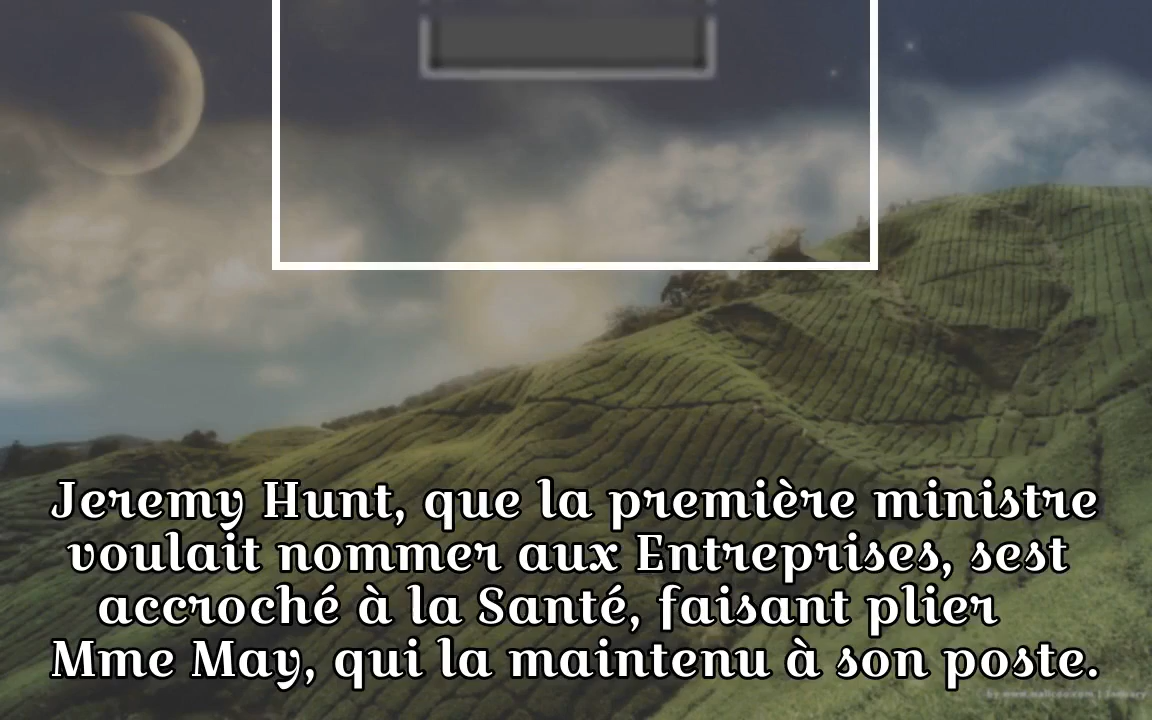 Jeremy Hunt, que la première ministre
voulait nommer aux Entreprises, sest
accroché à la Santé, faisant plier
Mme May, qui la maintenu à son poste.